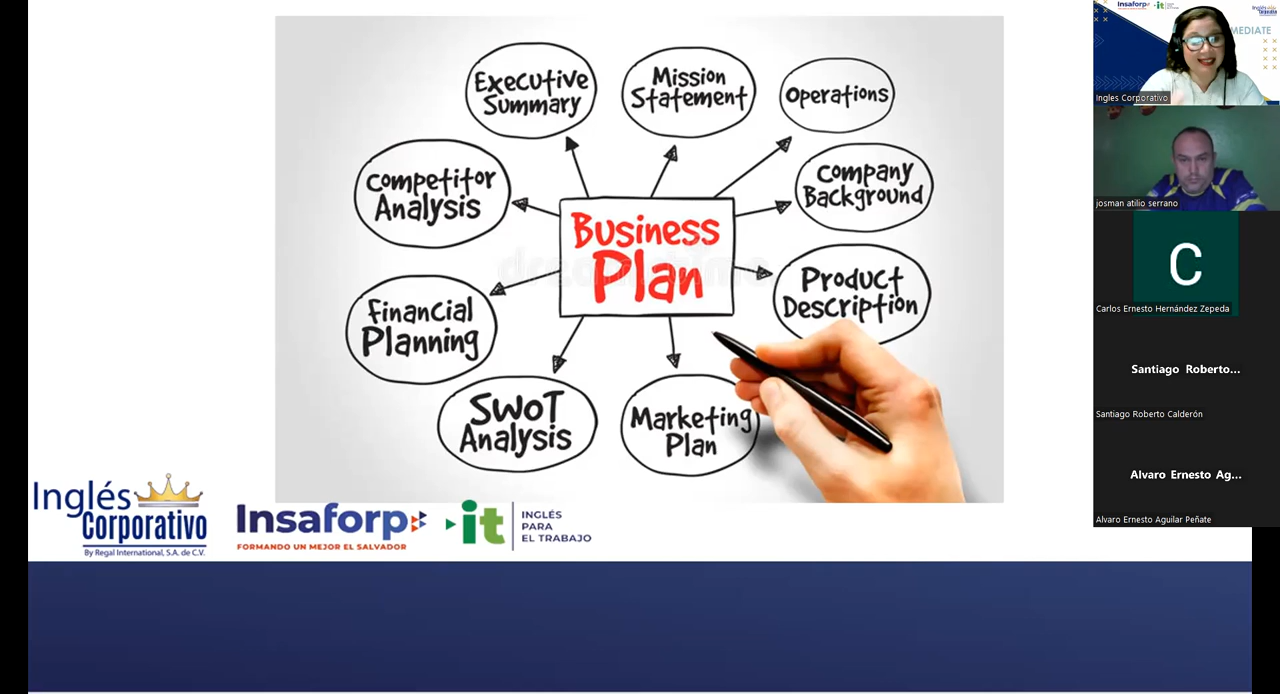 Executive
Summary
Mission
Statement
Operations
Competitor
Analysis
Company
Background
Business
Plan
Product
Description
Financial
Planning
SWOT
Analysis
Marketing
Plan
Inglés
Corporativo
By Regal International, S.A. de C.V.
Insaforp
FORMANDO UN MEJOR EL SALVADOR
it
INGLÉS
PARA
EL TRABAJO
Insaforp
it
MEDIATE
Ingles Corporativo
josman atilio serrano
C
Carlos Ernesto Hernández Zepeda
Santiago Roberto...
Santiago Roberto Calderón
Alvaro Ernesto Ag...
Alvaro Ernesto Aguilar Peñate